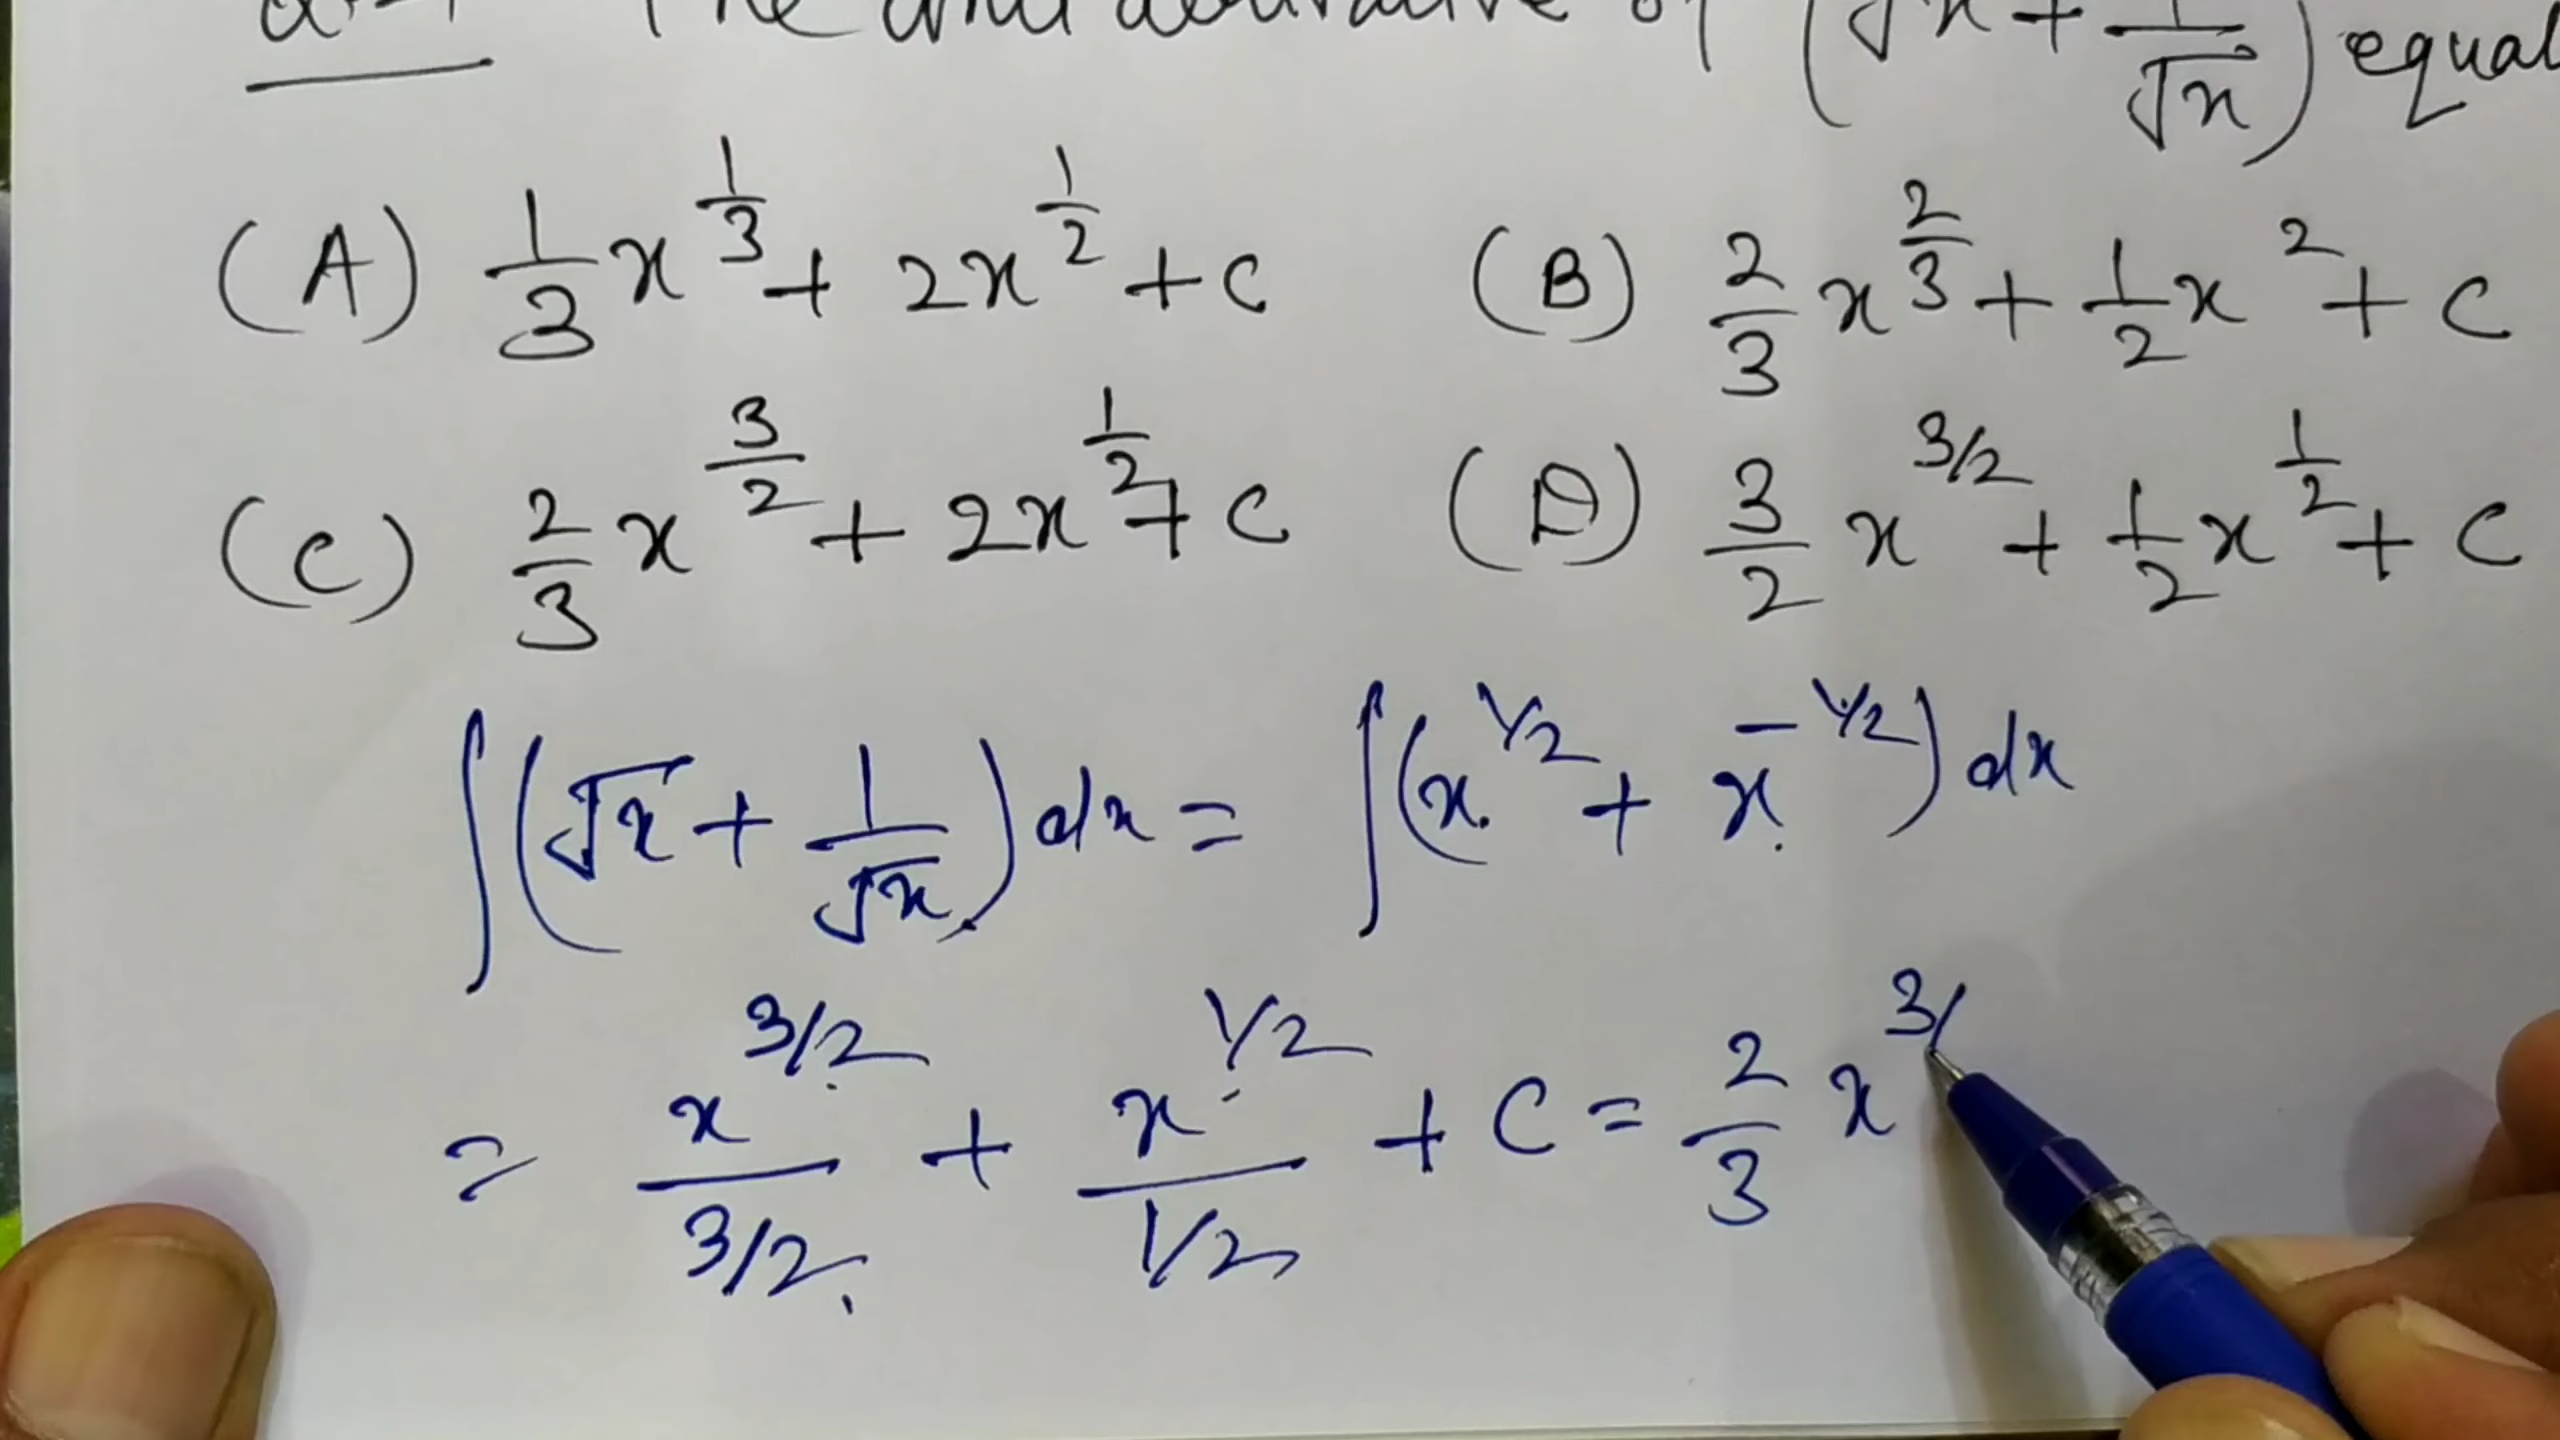 The anti derivative of (√x + 1/√x) equal
(A) 1/3 x^(1/3) + 2x^(1/2) + C (B) 2/3 x^(2/3) + 1/2 x^2 + C
(C) 2/3 x^(3/2) + 2x^(1/2) + C (D) 3/2 x^(3/2) + 1/2 x^(1/2) + C
∫(√x + 1/√x) dx = ∫(x^(1/2) + x^(-1/2)) dx
= x^(3/2)/(3/2) + x^(1/2)/(1/2) + C = 2/3 x^(3/